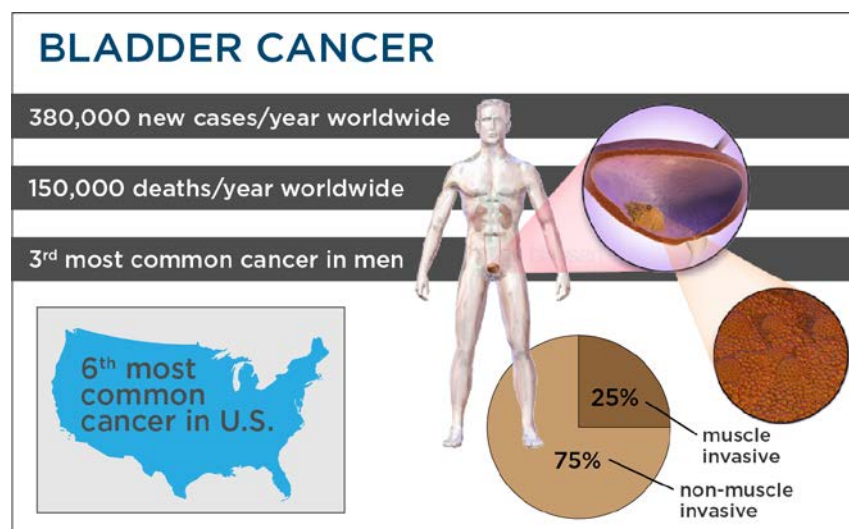 BLADDER CANCER
380,000 new cases/year worldwide
150,000 deaths/year worldwide
3rd most common cancer in men
6th most
common
cancer in U.S.
25%
muscle
invasive
75%
non-muscle
invasive